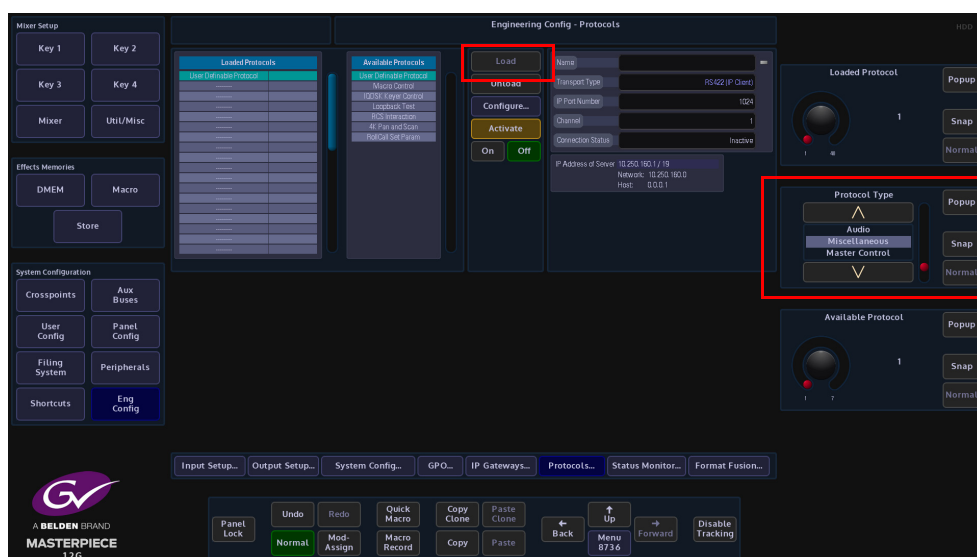 Mixer Setup
Engineering Config - Protocols
HDD
Key 1
Key 2
Key 3
Key 4
Mixer
Util/Misc
Effects Memories
DMEM
Macro
Store
System Configuration
Crosspoints
Aux
Buses
User
Config
Panel
Config
Filing
System
Peripherals
Shortcuts
Eng
Config
Loaded Protocols
User Definable Protocol
Available Protocols
User Definable Protocol
Macro Control
IQOSK Keyer Control
Loopback Test
RCS Interaction
4K Pan and Scan
RollCall Set Param
Load
Unload
Configure...
Activate
On
Off
Name
Transport Type
RS422 (IP Client)
IP Port Number
1024
Channel
1
Connection Status
Inactive
IP Address of Server 10.250.160.1 / 19
Network: 10.250.160.0
Host: 0.0.0.1
Loaded Protocol
1
1
48
Popup
Snap
Normal
Protocol Type
Audio
Miscellaneous
Master Control
Popup
Snap
Normal
Available Protocol
1
1
7
Popup
Snap
Normal
Input Setup...
Output Setup...
System Config...
GPO...
IP Gateways...
Protocols...
Status Monitor...
Format Fusion...
GV
A BELDEN BRAND
MASTERPIECE
12G
Panel
Lock
Undo
Redo
Normal
Mod-
Assign
Quick
Macro
Macro
Record
Copy
Clone
Paste
Clone
Copy
Paste
←
Back
↑
Up
Menu
8736
→
Forward
Disable
Tracking